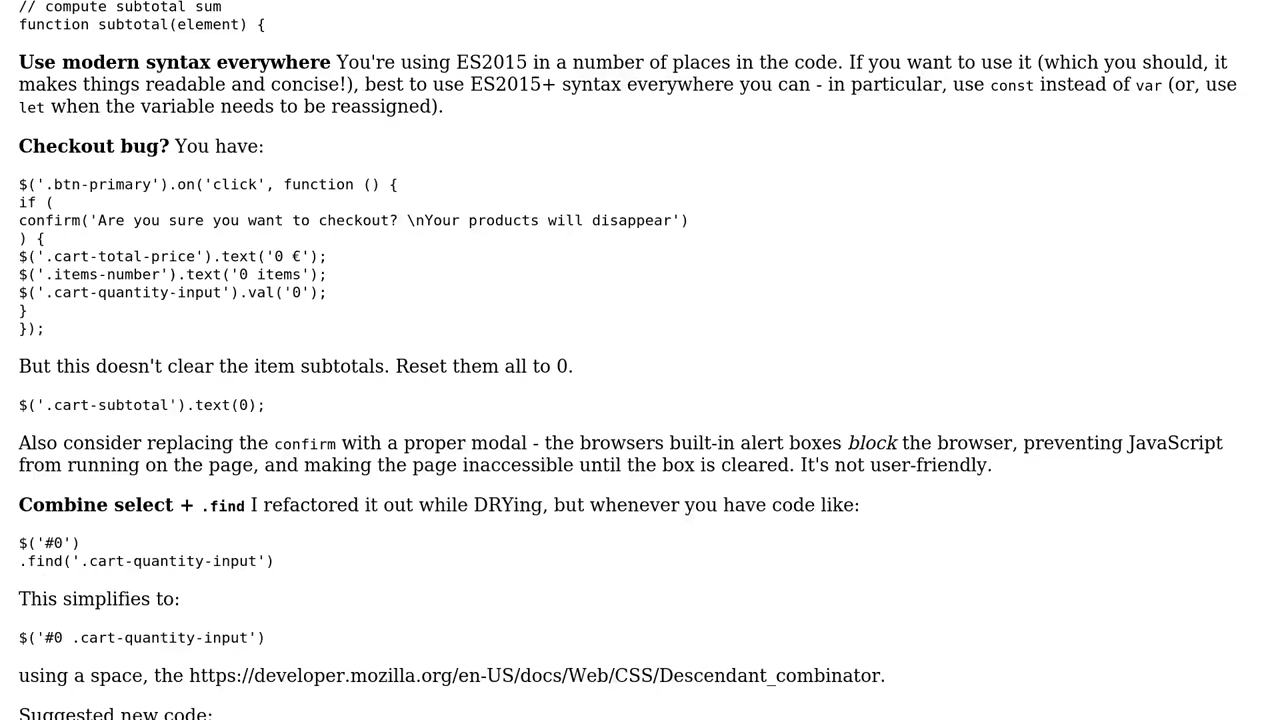 // compute subtotal sum
function subtotal(element) {
Use modern syntax everywhere You're using ES2015 in a number of places in the code. If you want to use it (which you should, it
makes things readable and concise!), best to use ES2015+ syntax everywhere you can - in particular, use const instead of var (or, use
let when the variable needs to be reassigned).
Checkout bug? You have:
$('.btn-primary').on('click', function () {
if (
confirm('Are you sure you want to checkout? \nYour products will disappear')
) {
$('.cart-total-price').text('0 €');
$('.items-number').text('0 items');
$('.cart-quantity-input').val('0');
}
});
But this doesn't clear the item subtotals. Reset them all to 0.
$('.cart-subtotal').text(0);
Also consider replacing the confirm with a proper modal - the browsers built-in alert boxes block the browser, preventing JavaScript
from running on the page, and making the page inaccessible until the box is cleared. It's not user-friendly.
Combine select + .find I refactored it out while DRYing, but whenever you have code like:
$('#0')
.find('.cart-quantity-input')
This simplifies to:
$('#0 .cart-quantity-input')
using a space, the https://developer.mozilla.org/en-US/docs/Web/CSS/Descendant_combinator.
Suggested new code: